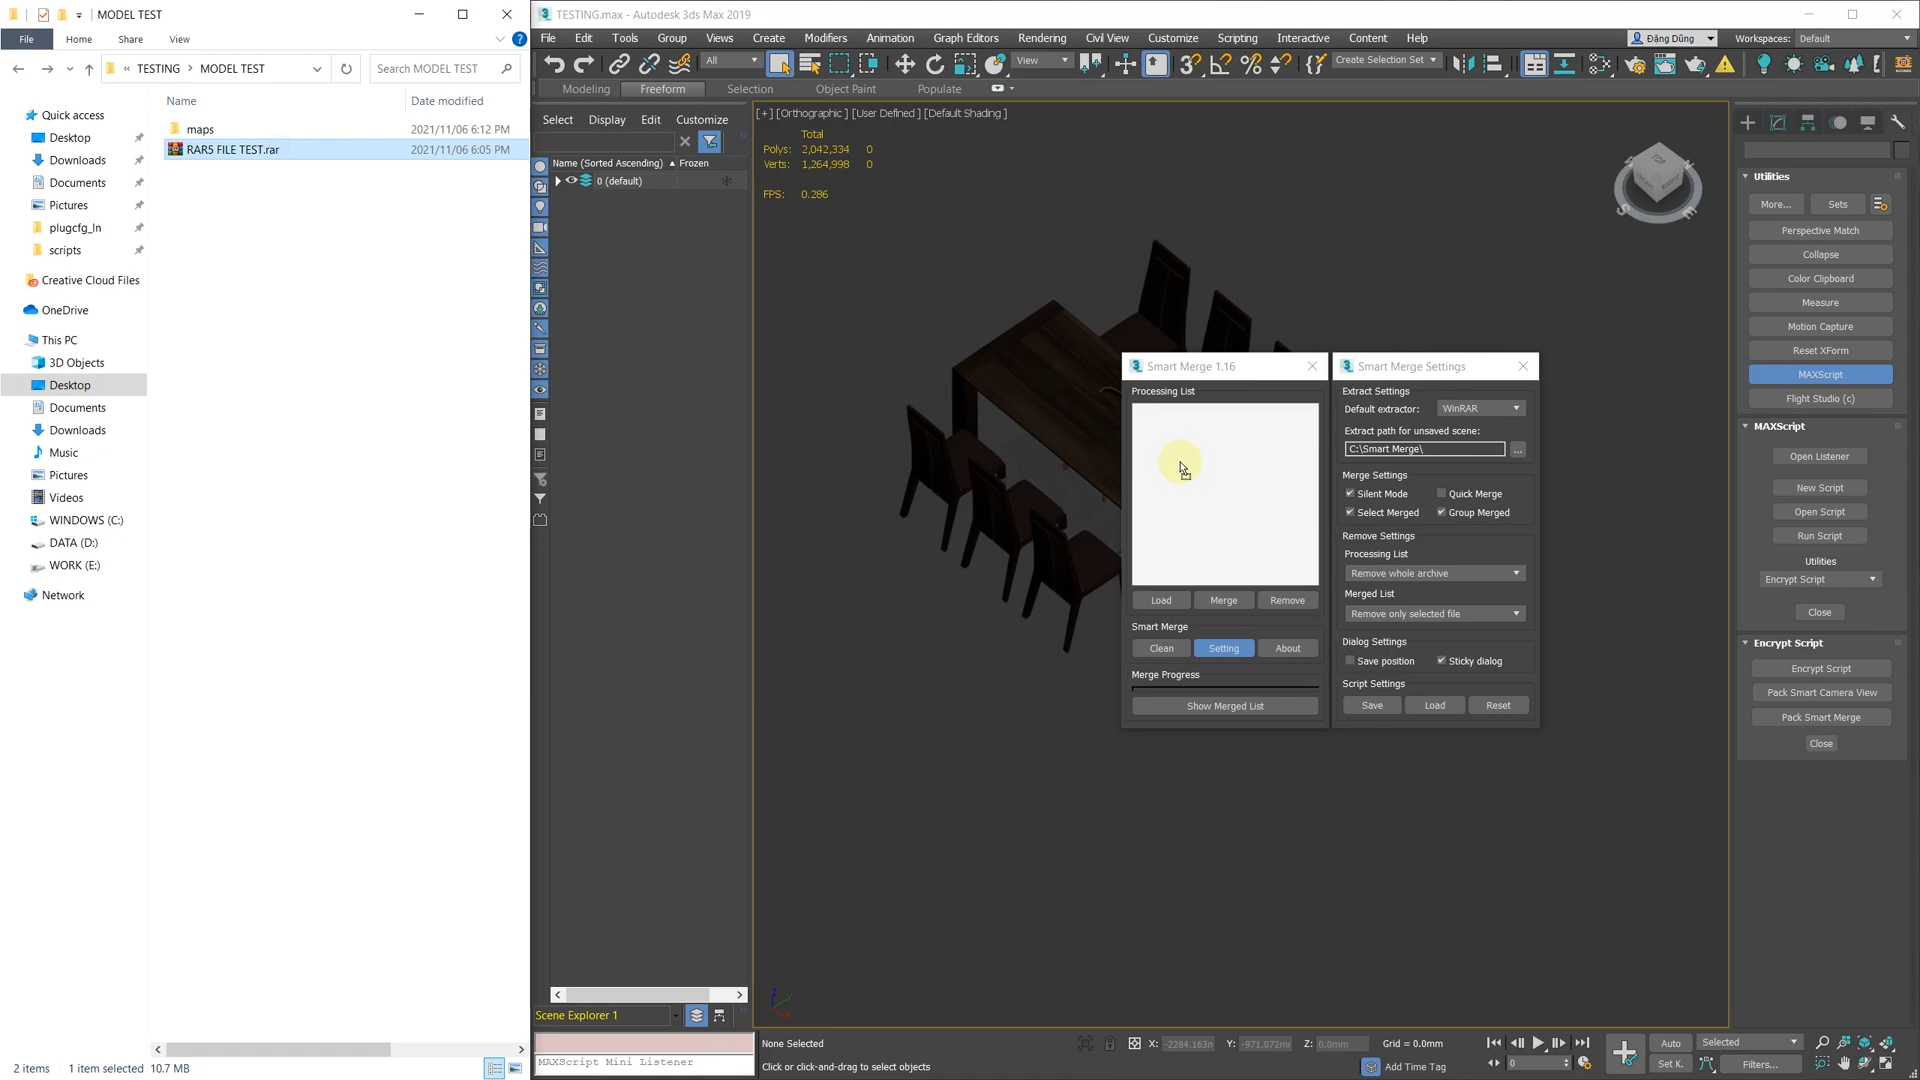 MODEL TEST
File Home Share View
« TESTING > MODEL TEST
Search MODEL TEST
Name Date modified
maps 2021/11/06 6:12 PM
RAR5 FILE TEST.rar 2021/11/06 6:05 PM
Quick access
Desktop
Downloads
Documents
Pictures
plugcfg_ln
scripts
Creative Cloud Files
OneDrive
This PC
3D Objects
Desktop
Documents
Downloads
Music
Pictures
Videos
WINDOWS (C:)
DATA (D:)
WORK (E:)
Network
2 items 1 item selected 10.7 MB
TESTING.max - Autodesk 3ds Max 2019
File Edit Tools Group Views Create Modifiers Animation Graph Editors Rendering Civil View Customize Scripting Interactive Content Help
Đặng Dũng
Workspaces: Default
All
View
Create Selection Set
Modeling Freeform Selection Object Paint Populate
Select Display Edit Customize
Name (Sorted Ascending) Frozen
0 (default)
Scene Explorer 1
MAXScript Mini Listener
[+] [Orthographic ] [User Defined ] [Default Shading ]
Total
Polys: 2,042,334 0
Verts: 1,264,998 0
FPS: 0.286
TOP
Smart Merge 1.16
Processing List
Load Merge Remove
Smart Merge
Clean Setting About
Merge Progress
Show Merged List
Smart Merge Settings
Extract Settings
Default extractor: WinRAR
Extract path for unsaved scene:
C:\Smart Merge\ ...
Merge Settings
Silent Mode Quick Merge
Select Merged Group Merged
Remove Settings
Processing List
Remove whole archive
Merged List
Remove only selected file
Dialog Settings
Save position Sticky dialog
Script Settings
Save Load Reset
Utilities
More... Sets
Perspective Match
Collapse
Color Clipboard
Measure
Motion Capture
Reset XForm
MAXScript
Flight Studio (c)
MAXScript
Open Listener
New Script
Open Script
Run Script
Utilities
Encrypt Script
Close
Encrypt Script
Encrypt Script
Pack Smart Camera View
Pack Smart Merge
Close
None Selected
X: -2284.163m Y: -971.072m Z: 0.0mm Grid = 0.0mm
Click or click-and-drag to select objects
Add Time Tag
0
Auto Selected
Set K. Filters...